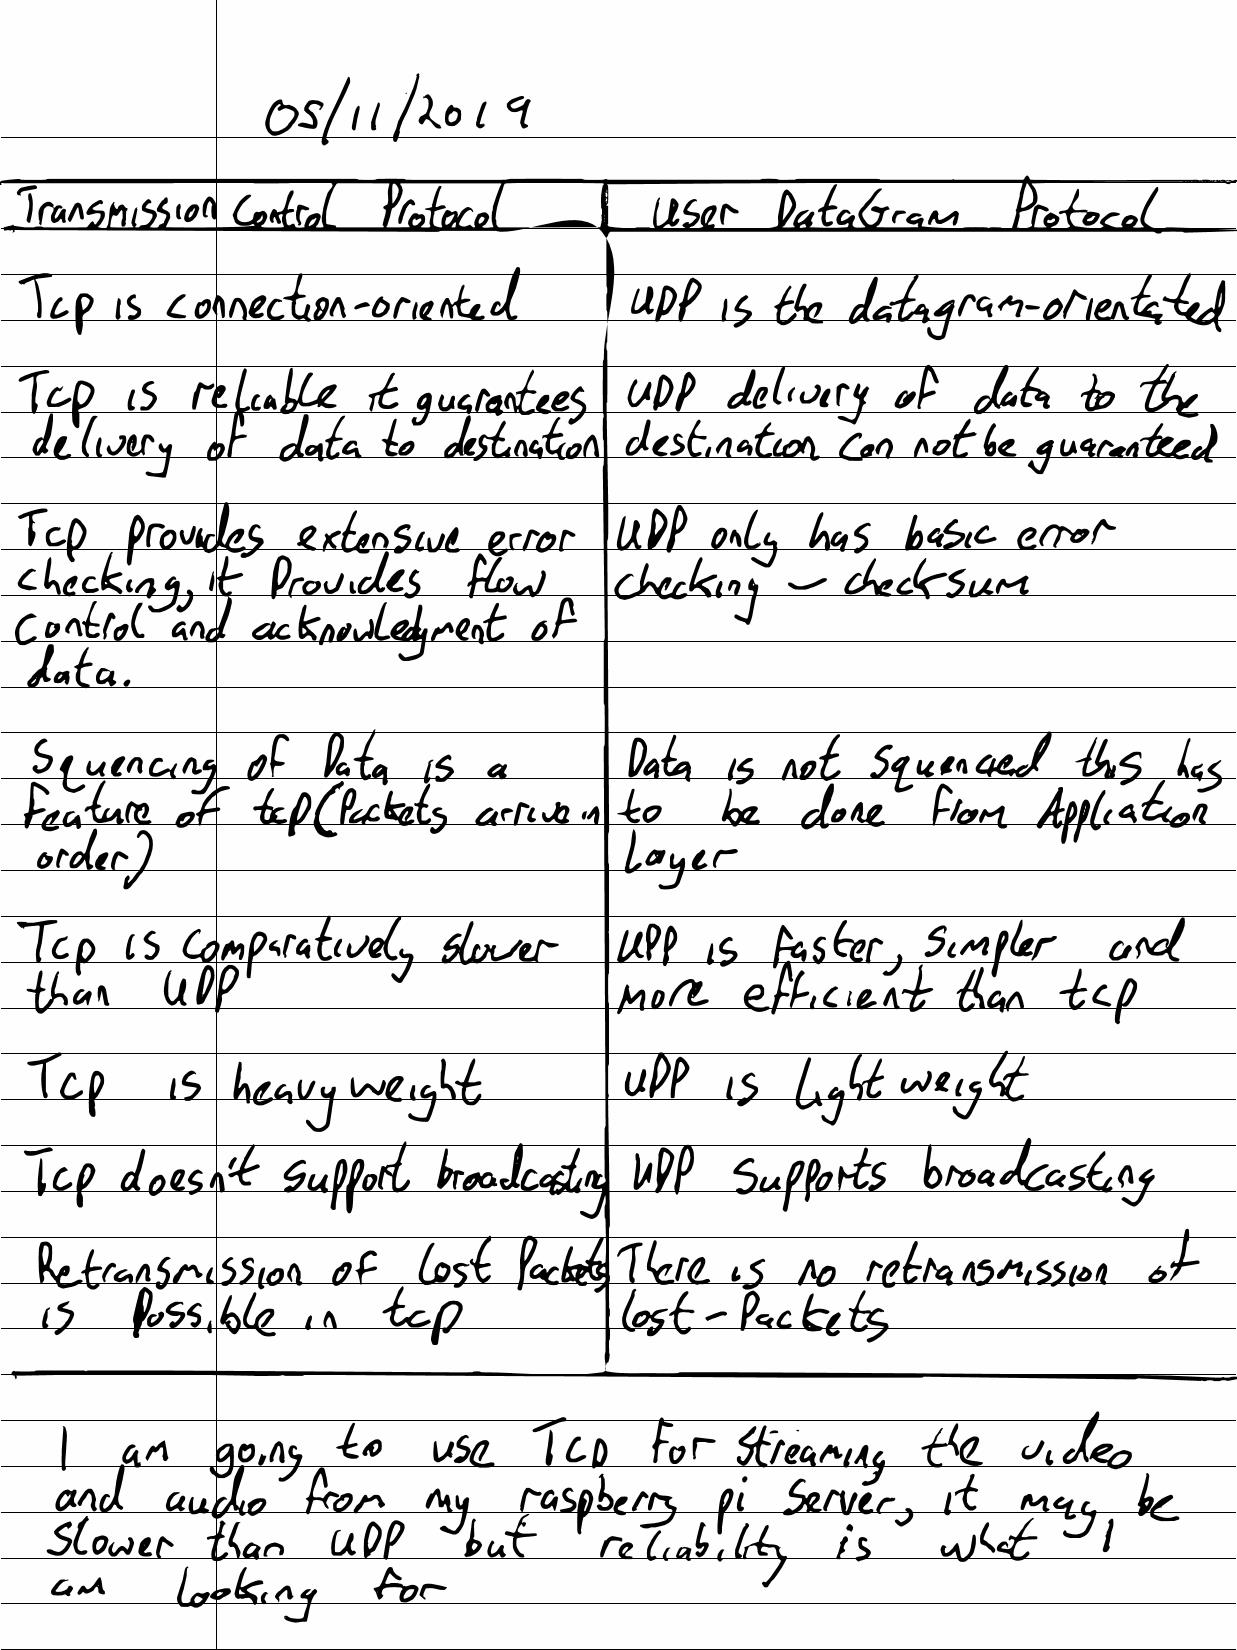 05/11/2019
Transmission Control Protocol
User DataGram Protocol
Tcp is connection-oriented
UDP is the datagram-orientated
Tcp is reliable it guarantees
delivery of data to destination
UDP delivery of data to the
destination can not be guaranteed
Tcp provides extensive error
checking, it Provides flow
Control and acknowledgment of
data.
UDP only has basic error
checking - checksum
Squencing of Data is a
feature of tcp (Packets arrive in
order)
Data is not squenced this has
to be done from Application
Layer
Tcp is comparatively slower
than UDP
UDP is faster, simpler and
more efficient than tcp
Tcp is heavy weight
UDP is light weight
Tcp doesn't support broadcasting
UDP supports broadcasting
Retransmission of lost Packets
is Possible in tcp
There is no retransmission of
lost-Packets
I am going to use TCP for streaming the video
and audio from my raspberry pi server, it may be
slower than UDP but reliability is what I
am looking for